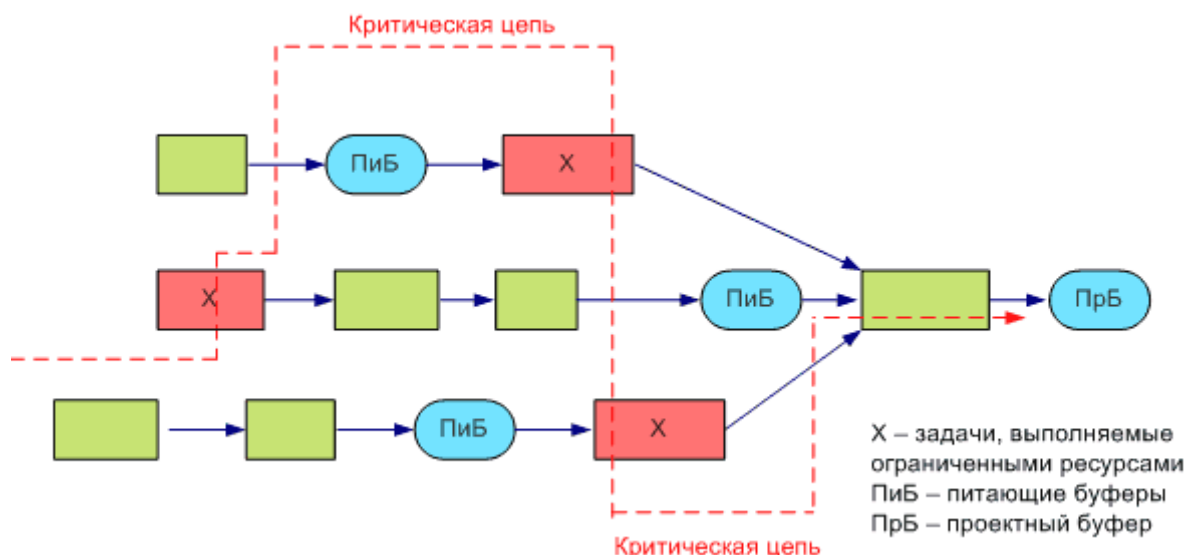 Критическая цепь
ПиБ
X
X
ПиБ
ПрБ
ПиБ
X
X – задачи, выполняемые
ограниченными ресурсами
ПиБ – питающие буферы
ПрБ – проектный буфер
Критическая цепь